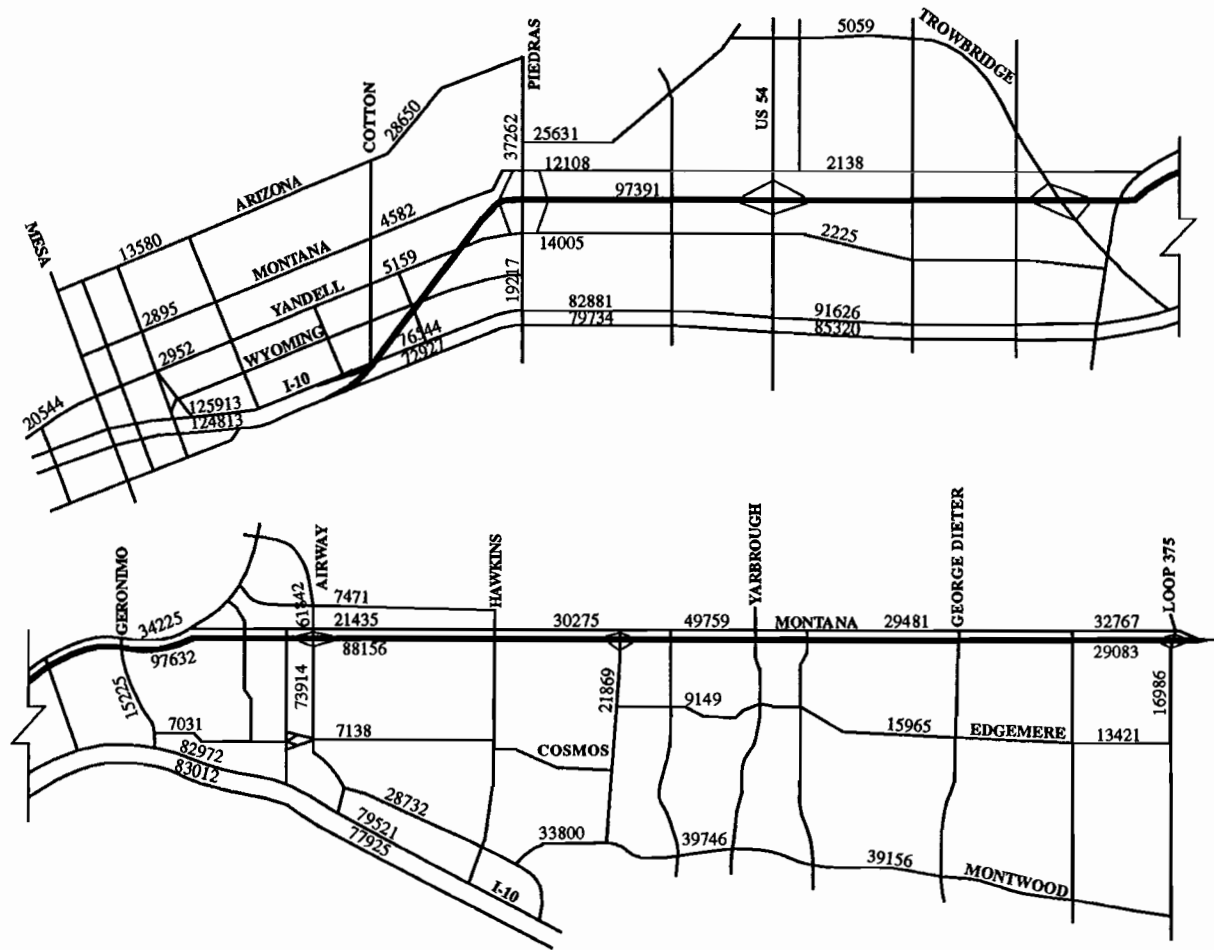 5059
TROWBRIDGE
PIEDRAS
COTTON
28650
US 54
37262
25631
12108
2138
ARIZONA
97391
4582
MESA
13580
MONTANA
5159
14005
2225
YANDELL
19217
2895
82881
79734
91626
85320
2952
WYOMING
76544
72927
I-10
20544
125913
124813
GERONIMO
AIRWAY
HAWKINS
YARBROUGH
GEORGE DIETER
LOOP 375
34225
61842
7471
21435
30275
49759
MONTANA
29481
32767
97632
88156
29083
15225
73914
21869
16986
9149
7031
7138
15965
EDGEMERE
13421
COSMOS
82972
83012
28732
33800
39746
79521
77925
39156
MONTWOOD
I-10